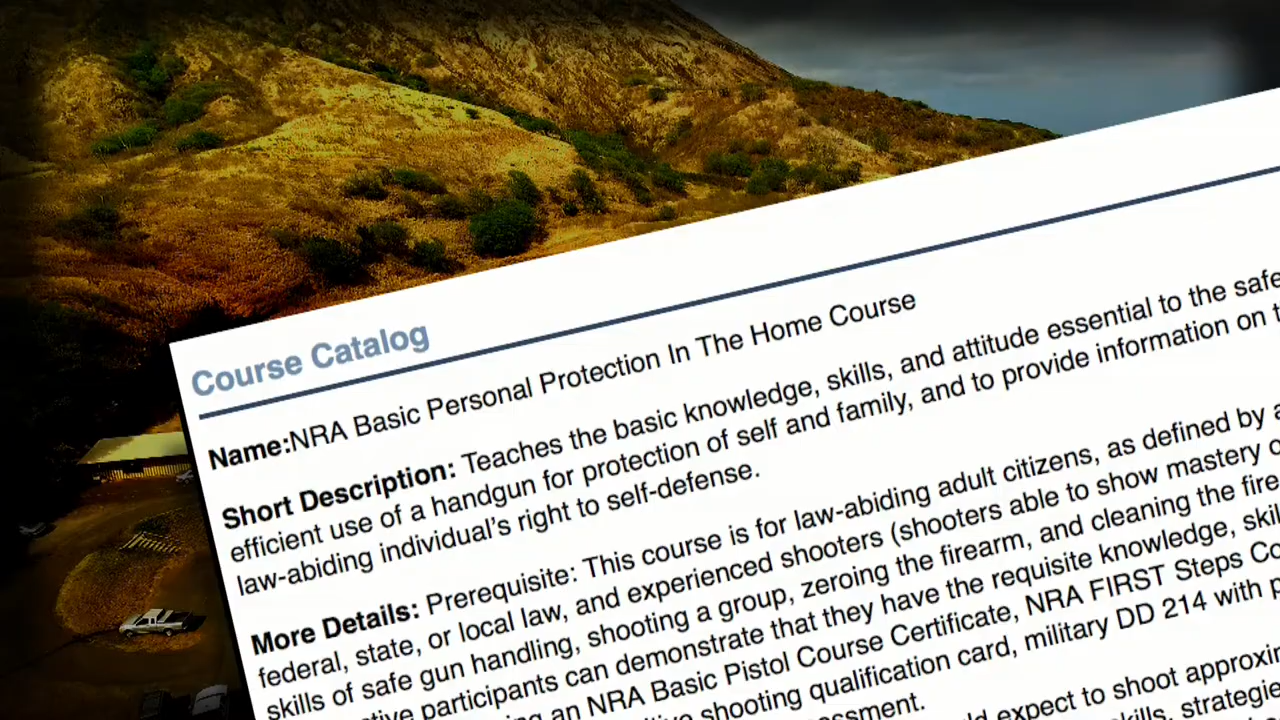 Course Catalog
Name:NRA Basic Personal Protection In The Home Course
Short Description: Teaches the basic knowledge, skills, and attitude essential to the safe
efficient use of a handgun for protection of self and family, and to provide information on
law-abiding individual's right to self-defense.
More Details: Prerequisite: This course is for law-abiding adult citizens, as defined by
federal, state, or local law, and experienced shooters (shooters able to show mastery
skills of safe gun handling, shooting a group, zeroing the firearm, and cleaning the
participants can demonstrate that they have the requisite knowledge,
an NRA Basic Pistol Course Certificate, NRA FIRST Steps
shooting qualification card, military DD 214 with
expect to shoot